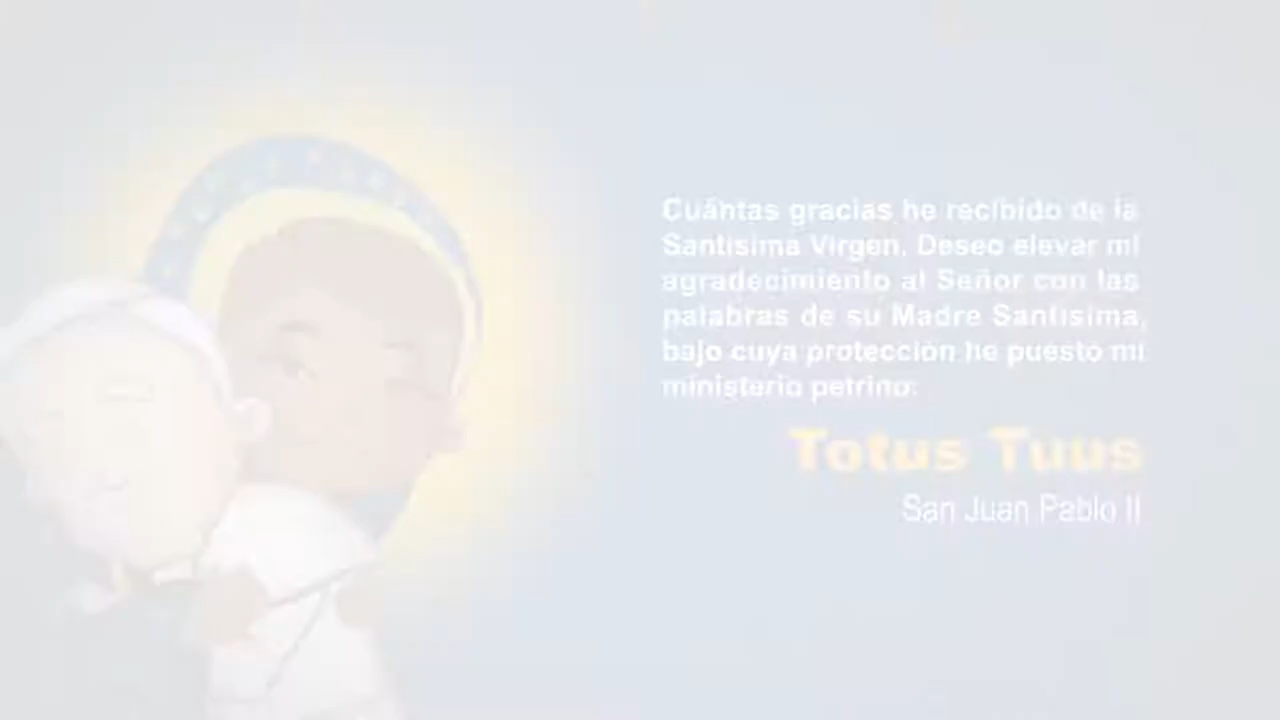 Cuántas gracias he recibido de la
Santísima Virgen. Deseo elevar mi
agradecimiento al Señor con las
palabras de su Madre Santísima,
bajo cuya protección he puesto mi
ministerio petrino:
Totus Tuus
San Juan Pablo II